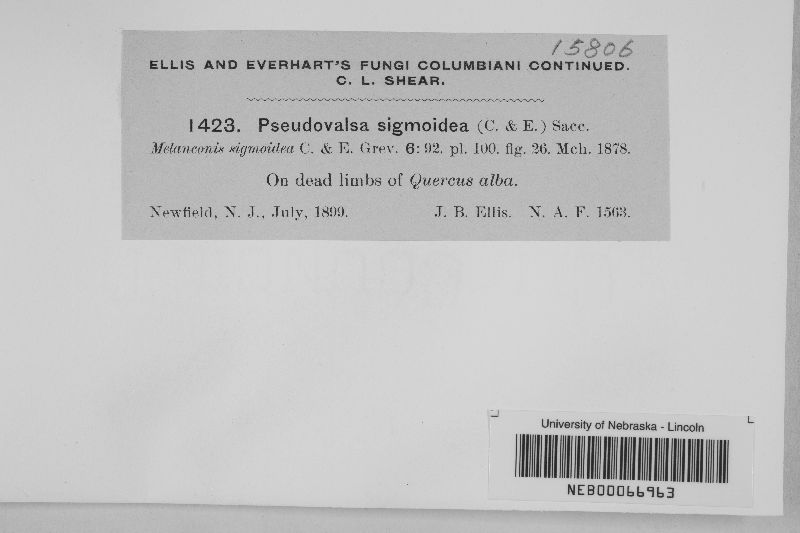 15806
ELLIS AND EVERHART'S FUNGI COLUMBIANI CONTINUED.
C. L. SHEAR.
1423. Pseudovalsa sigmoidea (C. & E.) Sacc.
Melanconis sigmoidea C. & E. Grev. 6: 92. pl. 100. flg. 26. Mch. 1878.
On dead limbs of Quercus alba.
Newfield, N. J., July, 1899. J. B. Ellis. N. A. F. 1563.
University of Nebraska - Lincoln
NEB00066963